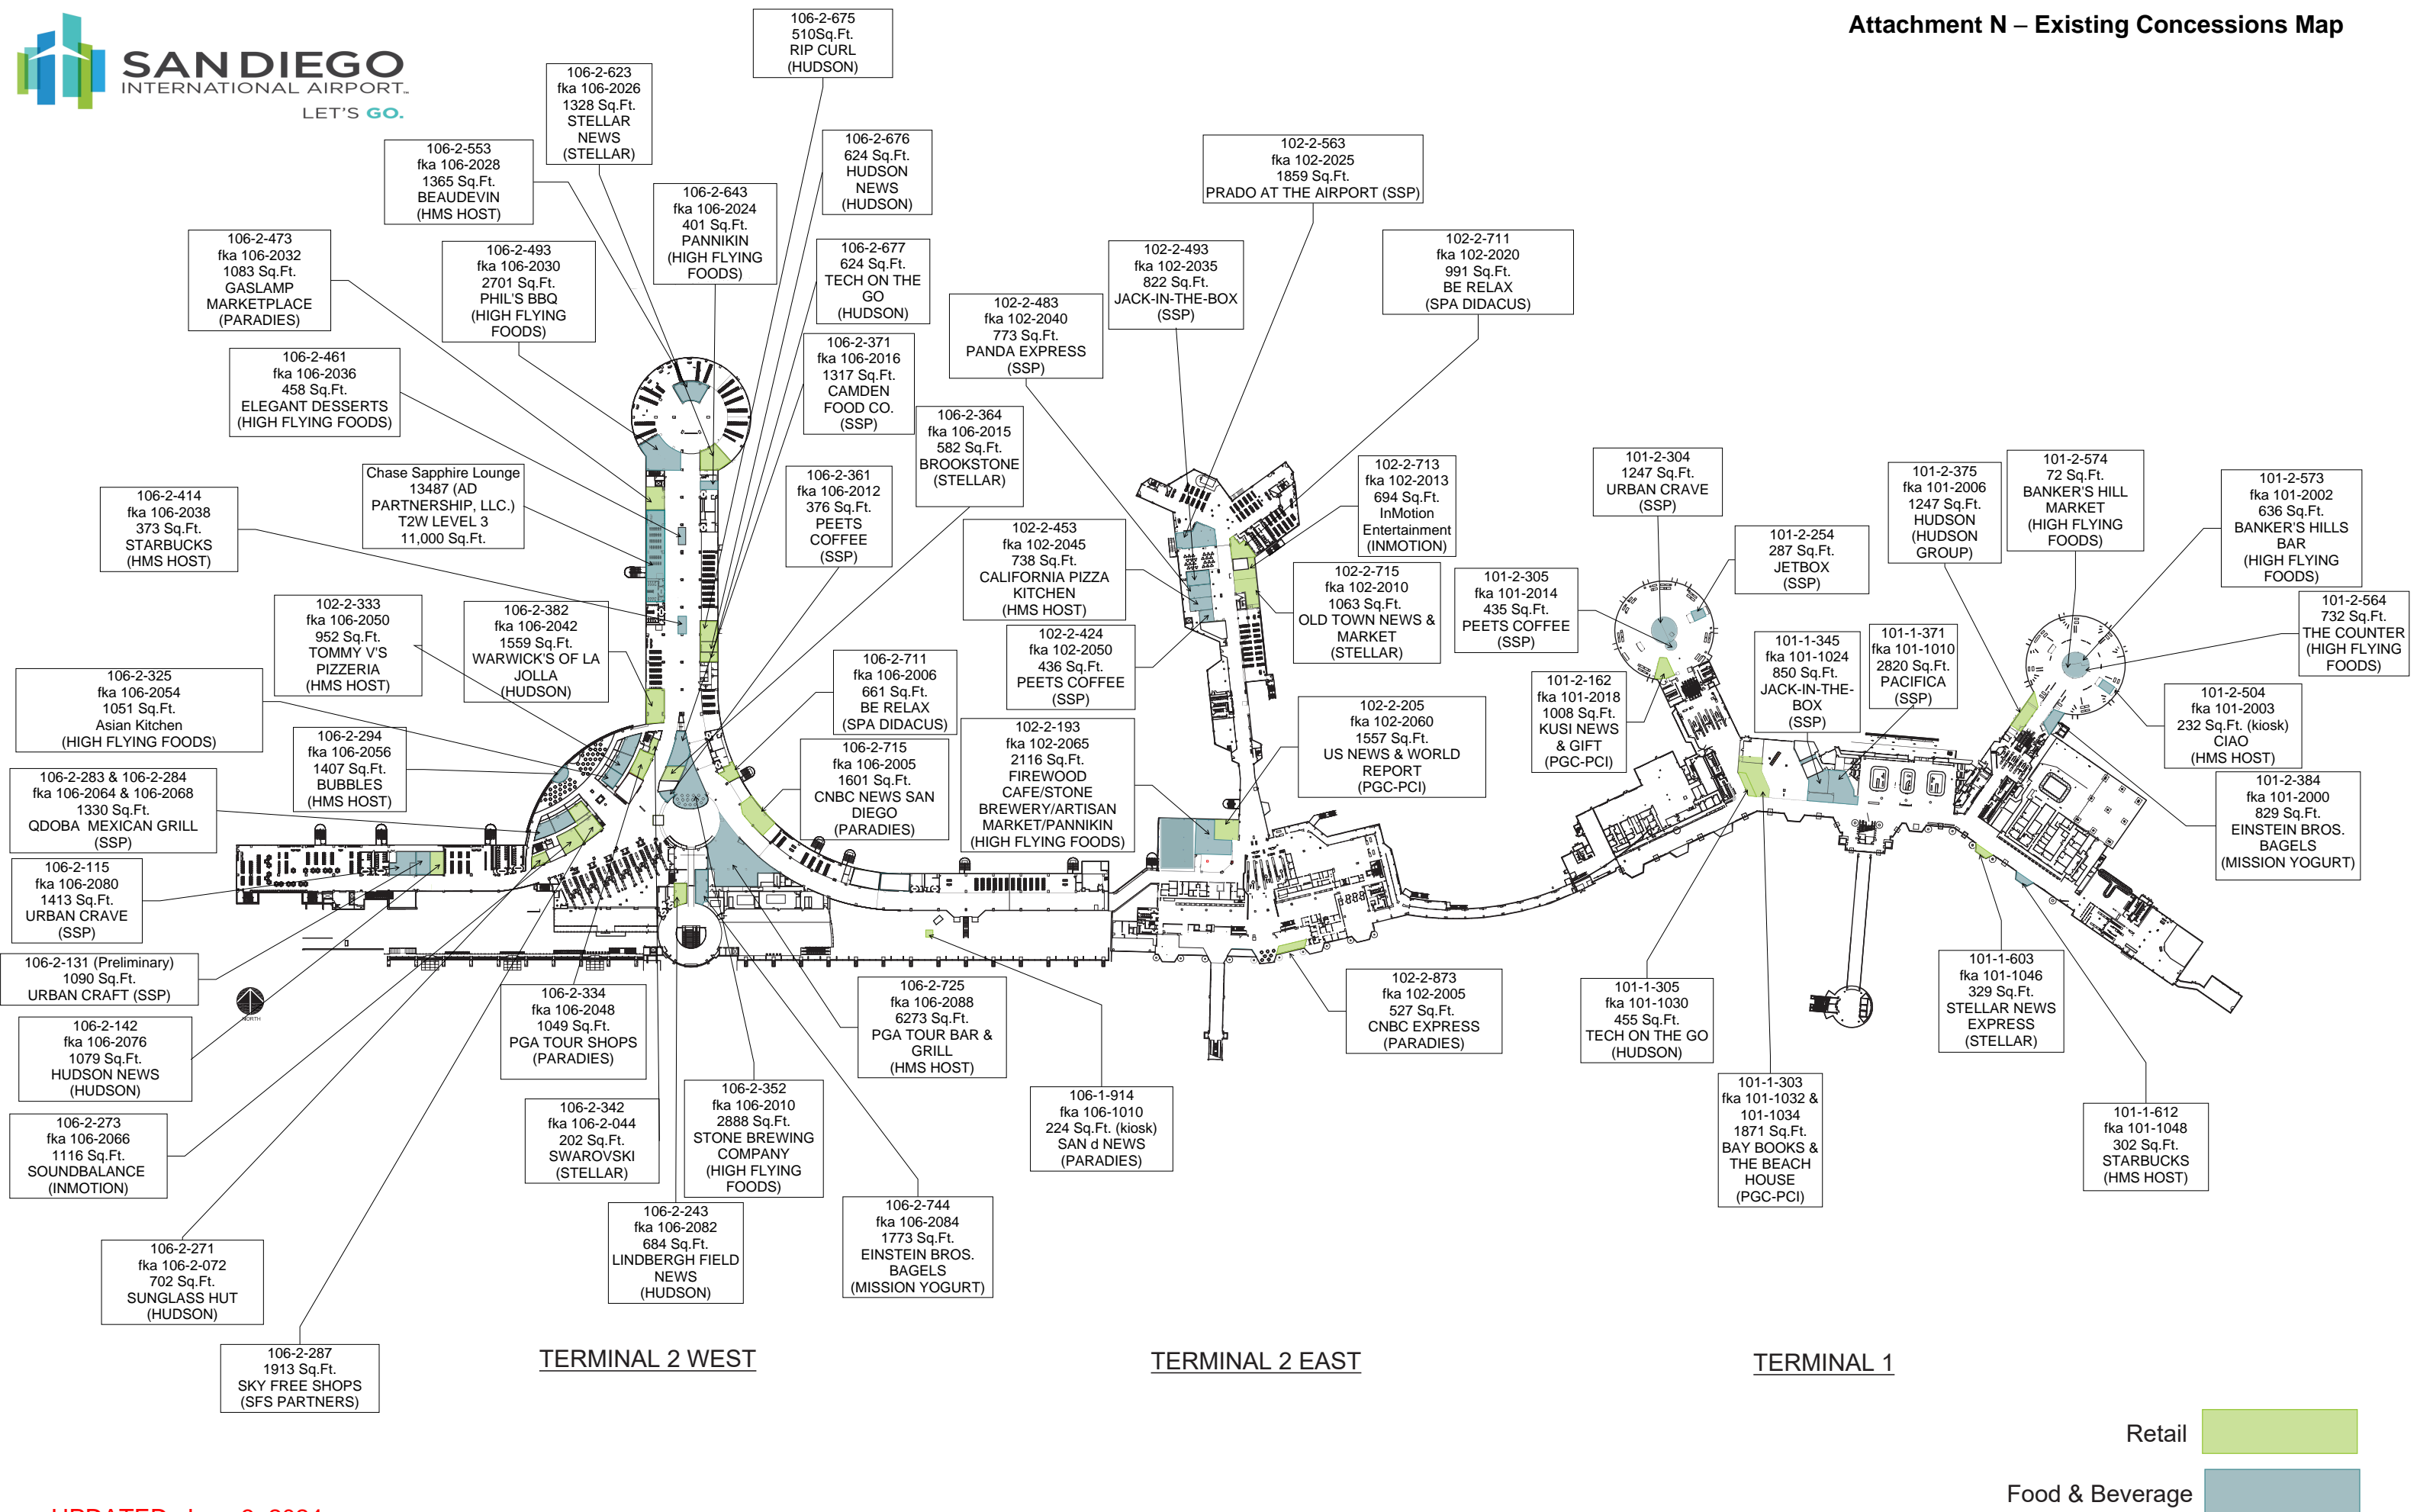 Attachment N – Existing Concessions Map
SAN DIEGO
INTERNATIONAL AIRPORT™
LET'S GO.
106-2-675
510Sq.Ft.
RIP CURL
(HUDSON)
106-2-623
fka 106-2026
1328 Sq.Ft.
STELLAR
NEWS
(STELLAR)
106-2-676
624 Sq.Ft.
HUDSON
NEWS
(HUDSON)
102-2-563
fka 102-2025
1859 Sq.Ft.
PRADO AT THE AIRPORT (SSP)
106-2-553
fka 106-2028
1365 Sq.Ft.
BEAUDEVIN
(HMS HOST)
106-2-643
fka 106-2024
401 Sq.Ft.
PANNIKIN
(HIGH FLYING
FOODS)
106-2-473
fka 106-2032
1083 Sq.Ft.
GASLAMP
MARKETPLACE
(PARADIES)
106-2-493
fka 106-2030
2701 Sq.Ft.
PHIL'S BBQ
(HIGH FLYING
FOODS)
106-2-677
624 Sq.Ft.
TECH ON THE
GO
(HUDSON)
102-2-493
fka 102-2035
822 Sq.Ft.
JACK-IN-THE-BOX
(SSP)
102-2-711
fka 102-2020
991 Sq.Ft.
BE RELAX
(SPA DIDACUS)
102-2-483
fka 102-2040
773 Sq.Ft.
PANDA EXPRESS
(SSP)
106-2-371
fka 106-2016
1317 Sq.Ft.
CAMDEN
FOOD CO.
(SSP)
106-2-461
fka 106-2036
458 Sq.Ft.
ELEGANT DESSERTS
(HIGH FLYING FOODS)
106-2-364
fka 106-2015
582 Sq.Ft.
BROOKSTONE
(STELLAR)
Chase Sapphire Lounge
13487 (AD
PARTNERSHIP, LLC.)
T2W LEVEL 3
11,000 Sq.Ft.
106-2-361
fka 106-2012
376 Sq.Ft.
PEETS
COFFEE
(SSP)
102-2-713
fka 102-2013
694 Sq.Ft.
InMotion
Entertainment
(INMOTION)
101-2-304
1247 Sq.Ft.
URBAN CRAVE
(SSP)
101-2-375
fka 101-2006
1247 Sq.Ft.
HUDSON
(HUDSON
GROUP)
101-2-574
72 Sq.Ft.
BANKER'S HILL
MARKET
(HIGH FLYING
FOODS)
101-2-573
fka 101-2002
636 Sq.Ft.
BANKER'S HILLS
BAR
(HIGH FLYING
FOODS)
106-2-414
fka 106-2038
373 Sq.Ft.
STARBUCKS
(HMS HOST)
102-2-453
fka 102-2045
738 Sq.Ft.
CALIFORNIA PIZZA
KITCHEN
(HMS HOST)
101-2-254
287 Sq.Ft.
JETBOX
(SSP)
102-2-715
fka 102-2010
1063 Sq.Ft.
OLD TOWN NEWS &
MARKET
(STELLAR)
101-2-305
fka 101-2014
435 Sq.Ft.
PEETS COFFEE
(SSP)
101-2-564
732 Sq.Ft.
THE COUNTER
(HIGH FLYING
FOODS)
102-2-333
fka 106-2050
952 Sq.Ft.
TOMMY V'S
PIZZERIA
(HMS HOST)
106-2-382
fka 106-2042
1559 Sq.Ft.
WARWICK'S OF LA
JOLLA
(HUDSON)
102-2-424
fka 102-2050
436 Sq.Ft.
PEETS COFFEE
(SSP)
101-1-345
fka 101-1024
850 Sq.Ft.
JACK-IN-THE-
BOX
(SSP)
101-1-371
fka 101-1010
2820 Sq.Ft.
PACIFICA
(SSP)
106-2-325
fka 106-2054
1051 Sq.Ft.
Asian Kitchen
(HIGH FLYING FOODS)
106-2-711
fka 106-2006
661 Sq.Ft.
BE RELAX
(SPA DIDACUS)
101-2-162
fka 101-2018
1008 Sq.Ft.
KUSI NEWS
& GIFT
(PGC-PCI)
101-2-504
fka 101-2003
232 Sq.Ft. (kiosk)
CIAO
(HMS HOST)
106-2-294
fka 106-2056
1407 Sq.Ft.
BUBBLES
(HMS HOST)
102-2-205
fka 102-2060
1557 Sq.Ft.
US NEWS & WORLD
REPORT
(PGC-PCI)
102-2-193
fka 102-2065
2116 Sq.Ft.
FIREWOOD
CAFE/STONE
BREWERY/ARTISAN
MARKET/PANNIKIN
(HIGH FLYING FOODS)
106-2-715
fka 106-2005
1601 Sq.Ft.
CNBC NEWS SAN
DIEGO
(PARADIES)
106-2-283 & 106-2-284
fka 106-2064 & 106-2068
1330 Sq.Ft.
QDOBA MEXICAN GRILL
(SSP)
101-2-384
fka 101-2000
829 Sq.Ft.
EINSTEIN BROS.
BAGELS
(MISSION YOGURT)
106-2-115
fka 106-2080
1413 Sq.Ft.
URBAN CRAVE
(SSP)
106-2-131 (Preliminary)
1090 Sq.Ft.
URBAN CRAFT (SSP)
NORTH
106-2-334
fka 106-2048
1049 Sq.Ft.
PGA TOUR SHOPS
(PARADIES)
106-2-725
fka 106-2088
6273 Sq.Ft.
PGA TOUR BAR &
GRILL
(HMS HOST)
102-2-873
fka 102-2005
527 Sq.Ft.
CNBC EXPRESS
(PARADIES)
101-1-305
fka 101-1030
455 Sq.Ft.
TECH ON THE GO
(HUDSON)
101-1-603
fka 101-1046
329 Sq.Ft.
STELLAR NEWS
EXPRESS
(STELLAR)
106-2-142
fka 106-2076
1079 Sq.Ft.
HUDSON NEWS
(HUDSON)
106-2-273
fka 106-2066
1116 Sq.Ft.
SOUNDBALANCE
(INMOTION)
106-2-342
fka 106-2-044
202 Sq.Ft.
SWAROVSKI
(STELLAR)
106-2-352
fka 106-2010
2888 Sq.Ft.
STONE BREWING
COMPANY
(HIGH FLYING
FOODS)
106-1-914
fka 106-1010
224 Sq.Ft. (kiosk)
SAN d NEWS
(PARADIES)
101-1-303
fka 101-1032 &
101-1034
1871 Sq.Ft.
BAY BOOKS &
THE BEACH
HOUSE
(PGC-PCI)
101-1-612
fka 101-1048
302 Sq.Ft.
STARBUCKS
(HMS HOST)
106-2-271
fka 106-2-072
702 Sq.Ft.
SUNGLASS HUT
(HUDSON)
106-2-243
fka 106-2082
684 Sq.Ft.
LINDBERGH FIELD
NEWS
(HUDSON)
106-2-744
fka 106-2084
1773 Sq.Ft.
EINSTEIN BROS.
BAGELS
(MISSION YOGURT)
106-2-287
1913 Sq.Ft.
SKY FREE SHOPS
(SFS PARTNERS)
TERMINAL 2 WEST
TERMINAL 2 EAST
TERMINAL 1
Retail
Food & Beverage